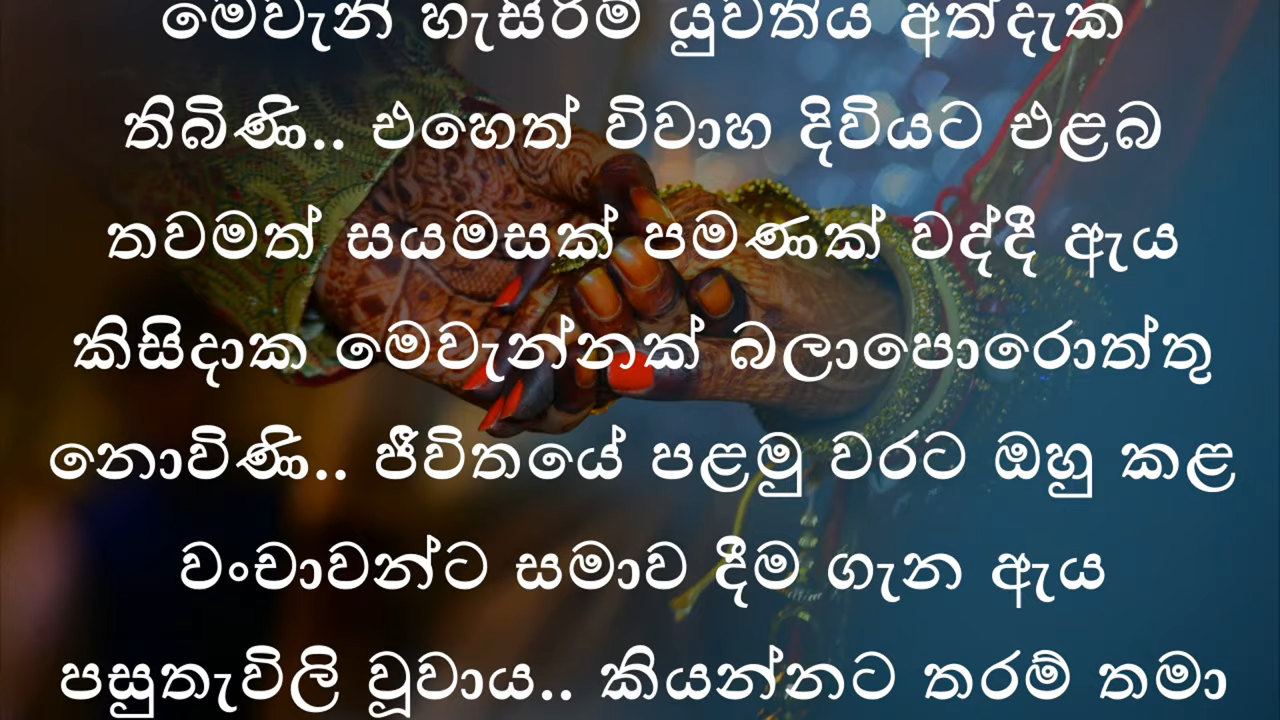 මෙවැනි හැසිරීම් යුවතිය අත්දැක
තිබිණි.. එහෙත් විවාහ දිවියට එළඹ
තවමත් සයමසක් පමණක් වද්දී ඇය
කිසිදාක මෙවැන්නක් බලාපොරොත්තු
නොවිණි.. ජීවිතයේ පළමු වරට ඔහු කළ
වංචාවන්ට සමාව දීම ගැන ඇය
පසුතැවිලි වූවාය.. කියන්නට තරම් තමා